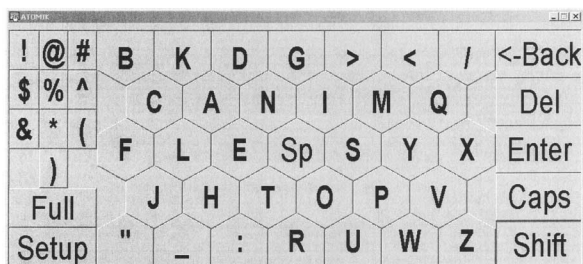 ATOMIK
! @ # B K D G > < / <-Back
$ % ^ C A N I M Q Del
& * ( F L E Sp S Y X Enter
) J H T O P V Caps
Full
Setup " _ : R U W Z Shift